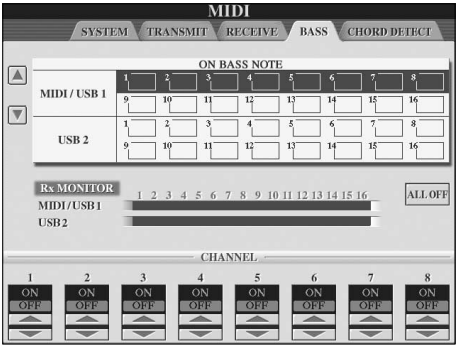 MIDI
SYSTEM TRANSMIT RECEIVE BASS CHORD DETECT
ON BASS NOTE
MIDI / USB 1
1 2 3 4 5 6 7 8
9 10 11 12 13 14 15 16
USB 2
1 2 3 4 5 6 7 8
9 10 11 12 13 14 15 16
Rx MONITOR 1 2 3 4 5 6 7 8 9 10 11 12 13 14 15 16 ALL OFF
MIDI/USB1
USB2
CHANNEL
1 2 3 4 5 6 7 8
ON ON ON ON ON ON ON ON
OFF OFF OFF OFF OFF OFF OFF OFF